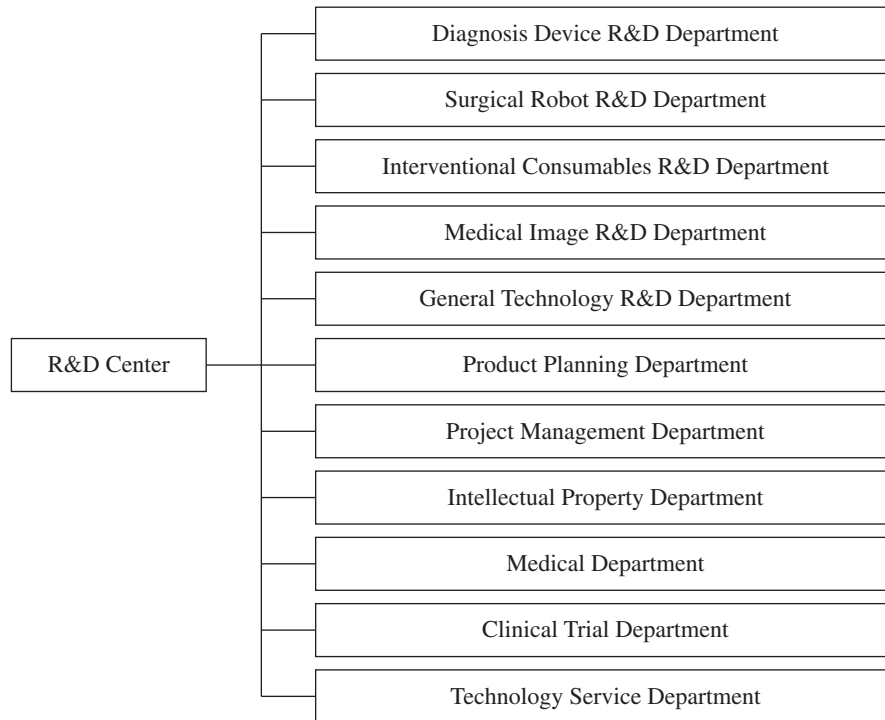 Diagnosis Device R&D Department
Surgical Robot R&D Department
Interventional Consumables R&D Department
Medical Image R&D Department
General Technology R&D Department
R&D Center
Product Planning Department
Project Management Department
Intellectual Property Department
Medical Department
Clinical Trial Department
Technology Service Department